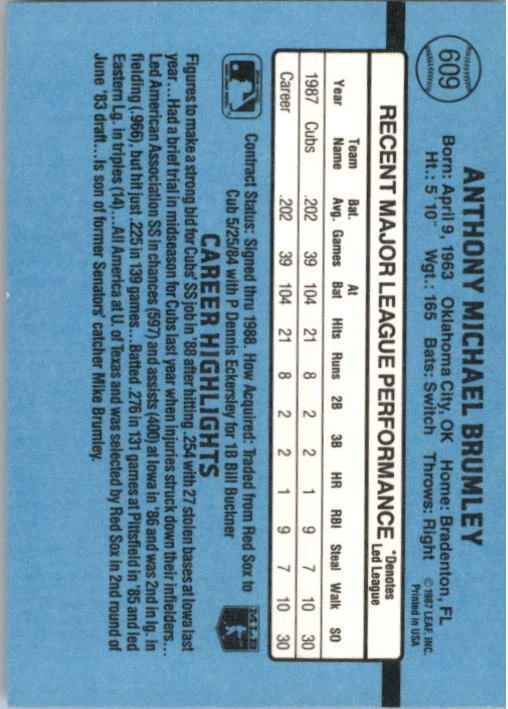 609
ANTHONY MICHAEL BRUMLEY
Born: April 9, 1963 Oklahoma City, OK Home: Bradenton, FL
Ht.: 5'10" Wgt.: 165 Bats: Switch Throws: Right
© 1987 LEAF, INC.
Printed in USA
RECENT MAJOR LEAGUE PERFORMANCE
*Denotes
Led League
Year Team Name Bat. Avg. Games At Bat Hits Runs 2B 3B HR RBI Steal Walk SO
1987 Cubs .202 39 104 21 8 2 2 1 9 7 10 30
Career .202 39 104 21 8 2 2 1 9 7 10 30
Contract Status: Signed thru 1988. How Acquired: Traded from Red Sox to
Cub 5/25/84 with P Dennis Eckersley for 1B Bill Buckner
MLB
CAREER HIGHLIGHTS
Figures to make a strong bid for Cubs' SS job in '88 after hitting .254 with 27 stolen bases at Iowa last
year...Had a brief trial in midseason for Cubs last year when injuries struck down their infielders...
Led American Association SS in chances (597) and assists (400) at Iowa in '86 and was 2nd in lg. in
fielding (.966), but hit just .225 in 139 games...Batted .276 in 131 games at Pittsfield in '85 and led
Eastern Lg. in triples (14)...All America at U. of Texas and was selected by Red Sox in 2nd round of
June '83 draft...Is son of former Senators' catcher Mike Brumley.